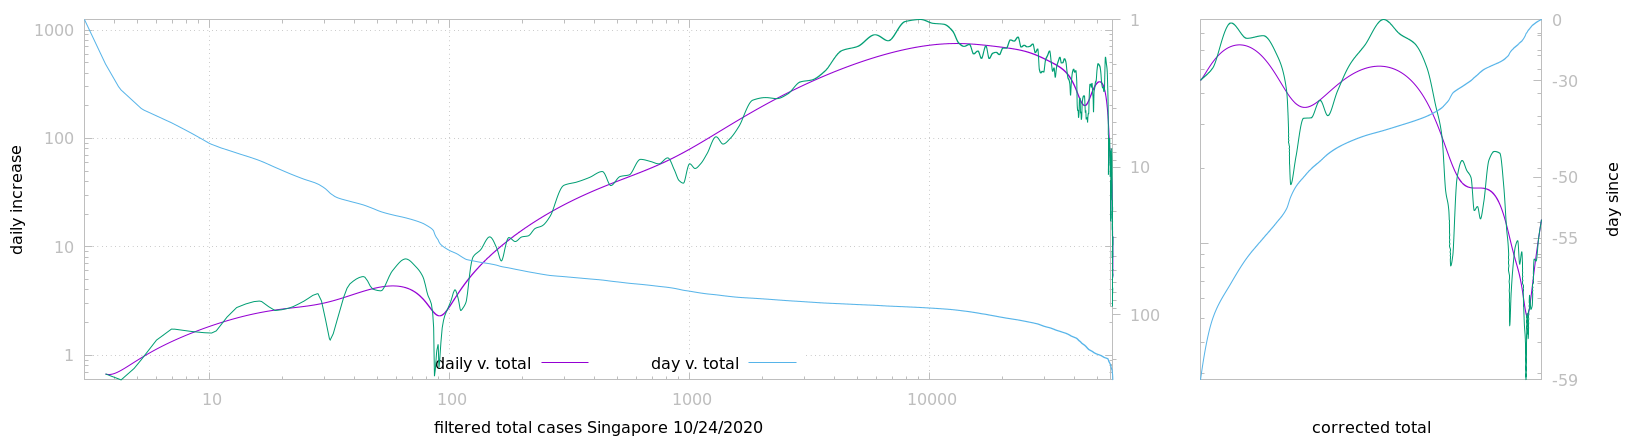 1000
100
10
1
daily increase
10
100
1000
10000
filtered total cases Singapore 10/24/2020
daily v. total
day v. total
1
10
100
0
-30
-50
-55
-59
day since
corrected total